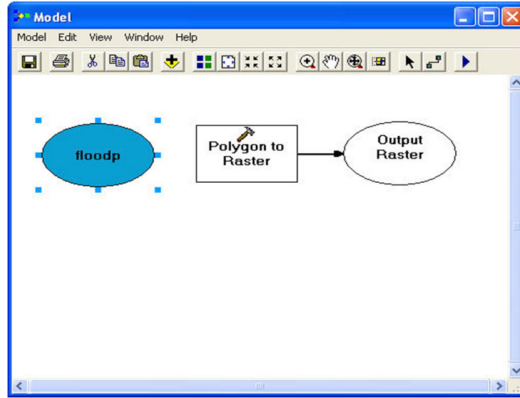 Model
Model Edit View Window Help
floodp
Polygon to
Raster
Output
Raster